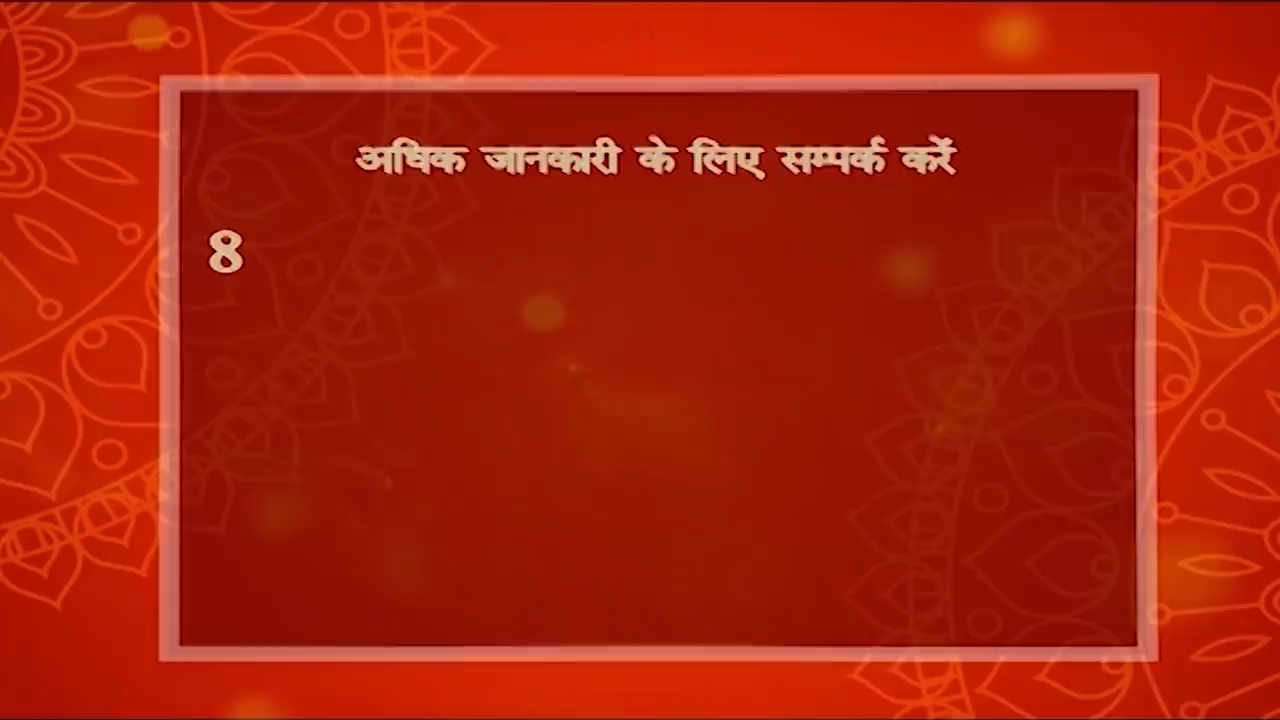 अधिक जानकारी के लिए सम्पर्क करें
8